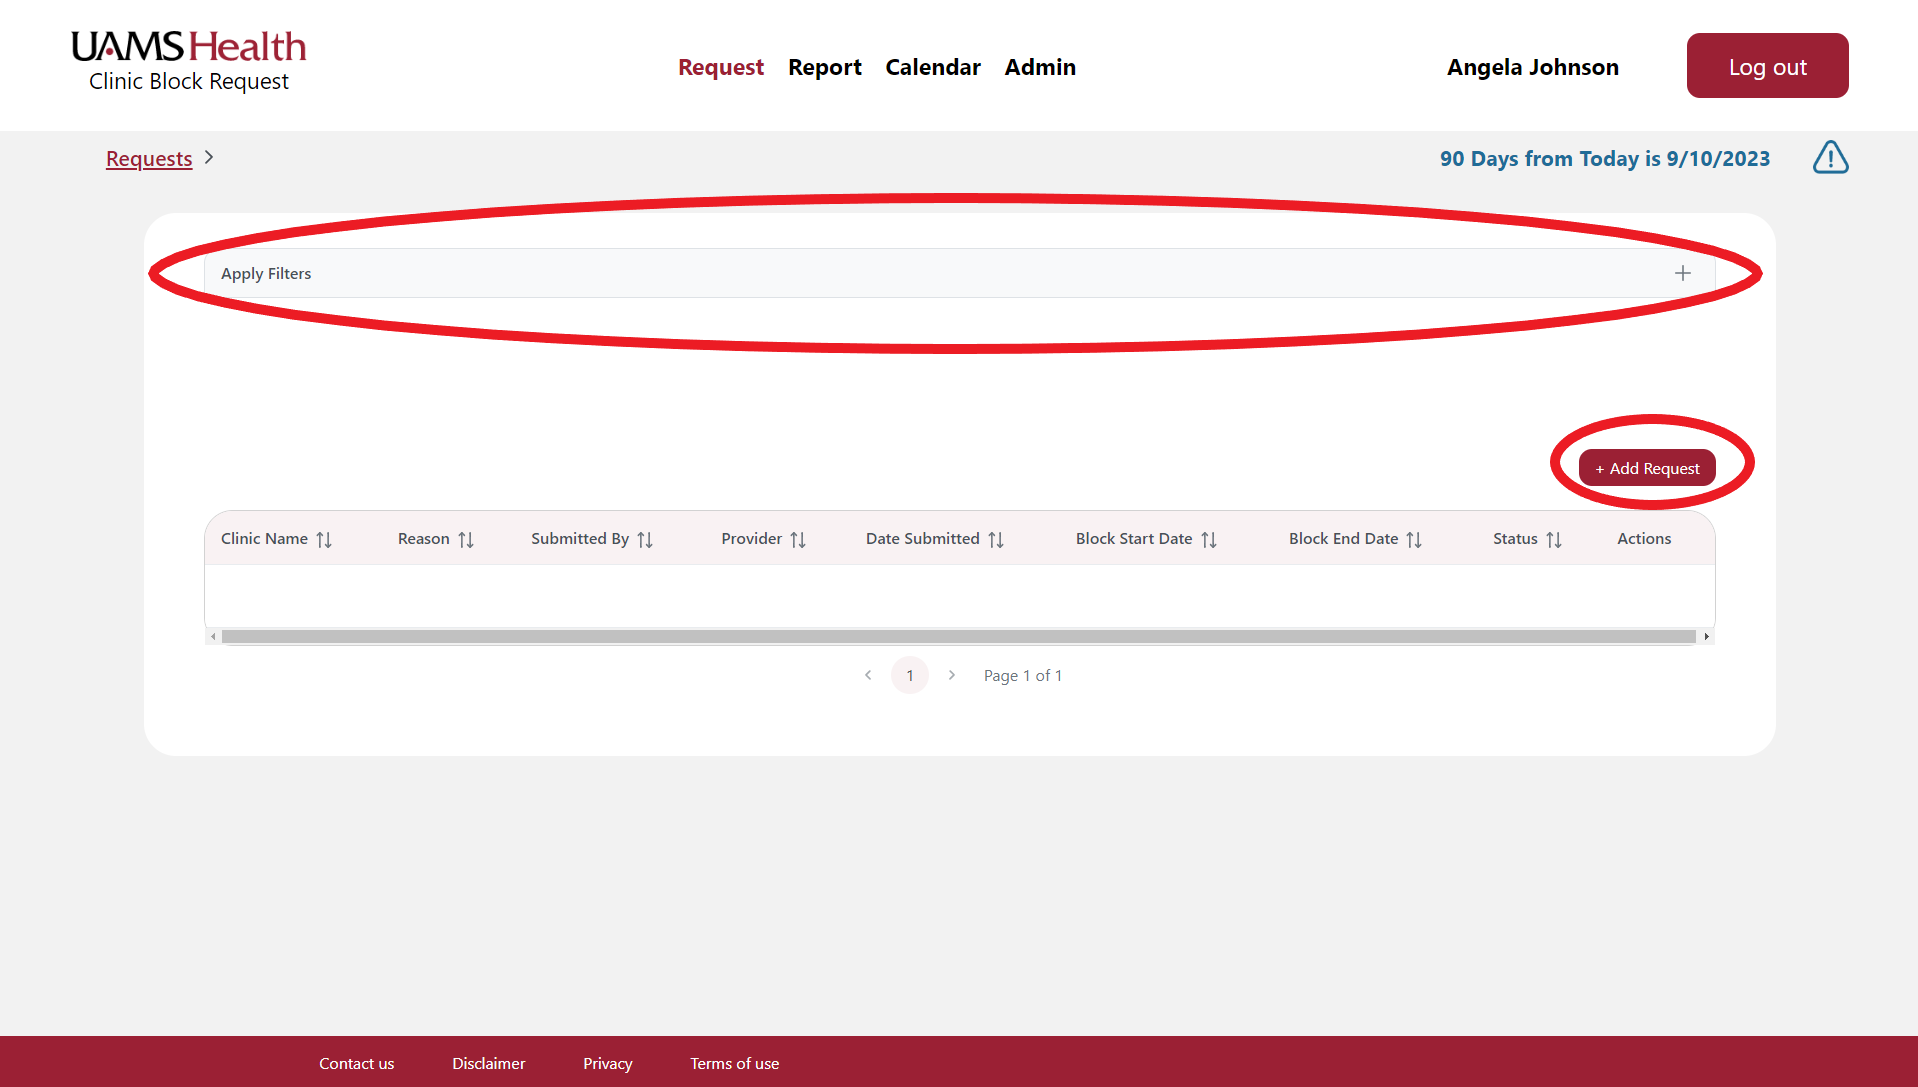 UAMS Health
Clinic Block Request
Request Report Calendar Admin
Angela Johnson
Log out
Requests
90 Days from Today is 9/10/2023
Apply Filters
+ Add Request
Clinic Name Reason Submitted By Provider Date Submitted Block Start Date Block End Date Status Actions
1 Page 1 of 1
Contact us Disclaimer Privacy Terms of use